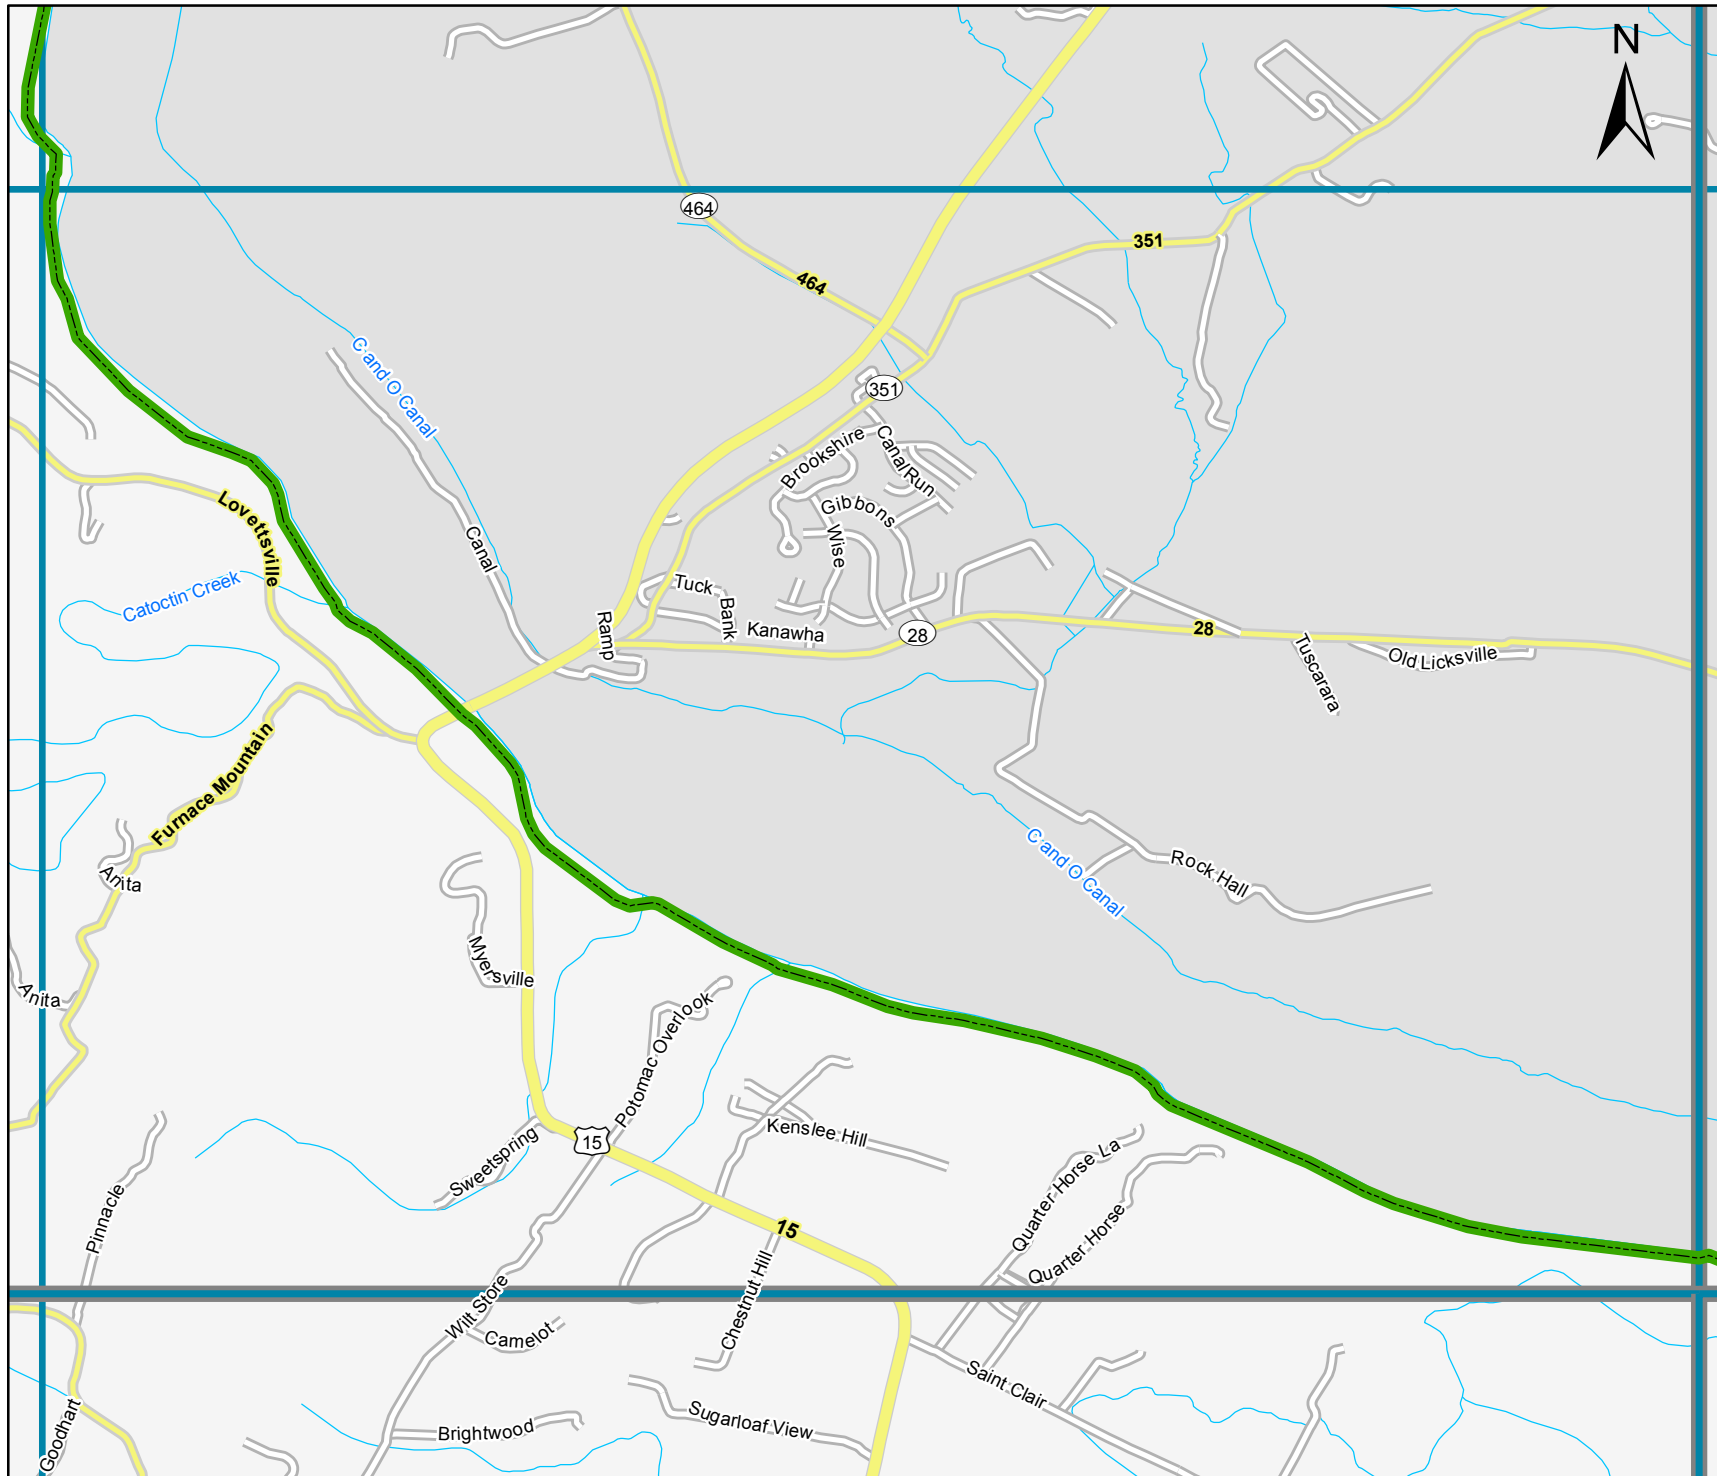 N
464
351
464
C and O Canal
351
Brookshire
Canal Run
Lovettsville
Gibbons
Wise
Canal
Catoctin Creek
Tuck
Bank
Ramp
Kanawha
28
28
Tuscarara
Old Licksville
Furnace Mountain
C and O Canal
Rock Hall
Anita
Myersville
Anita
Potomac Overlook
Kenslee Hill
15
Sweetspring
Quarter Horse La
Pinnacle
Quarter Horse
15
Chestnut Hill
Wilt Store
Camelot
Saint Clair
Sugarloaf View
Brightwood
Goodhart